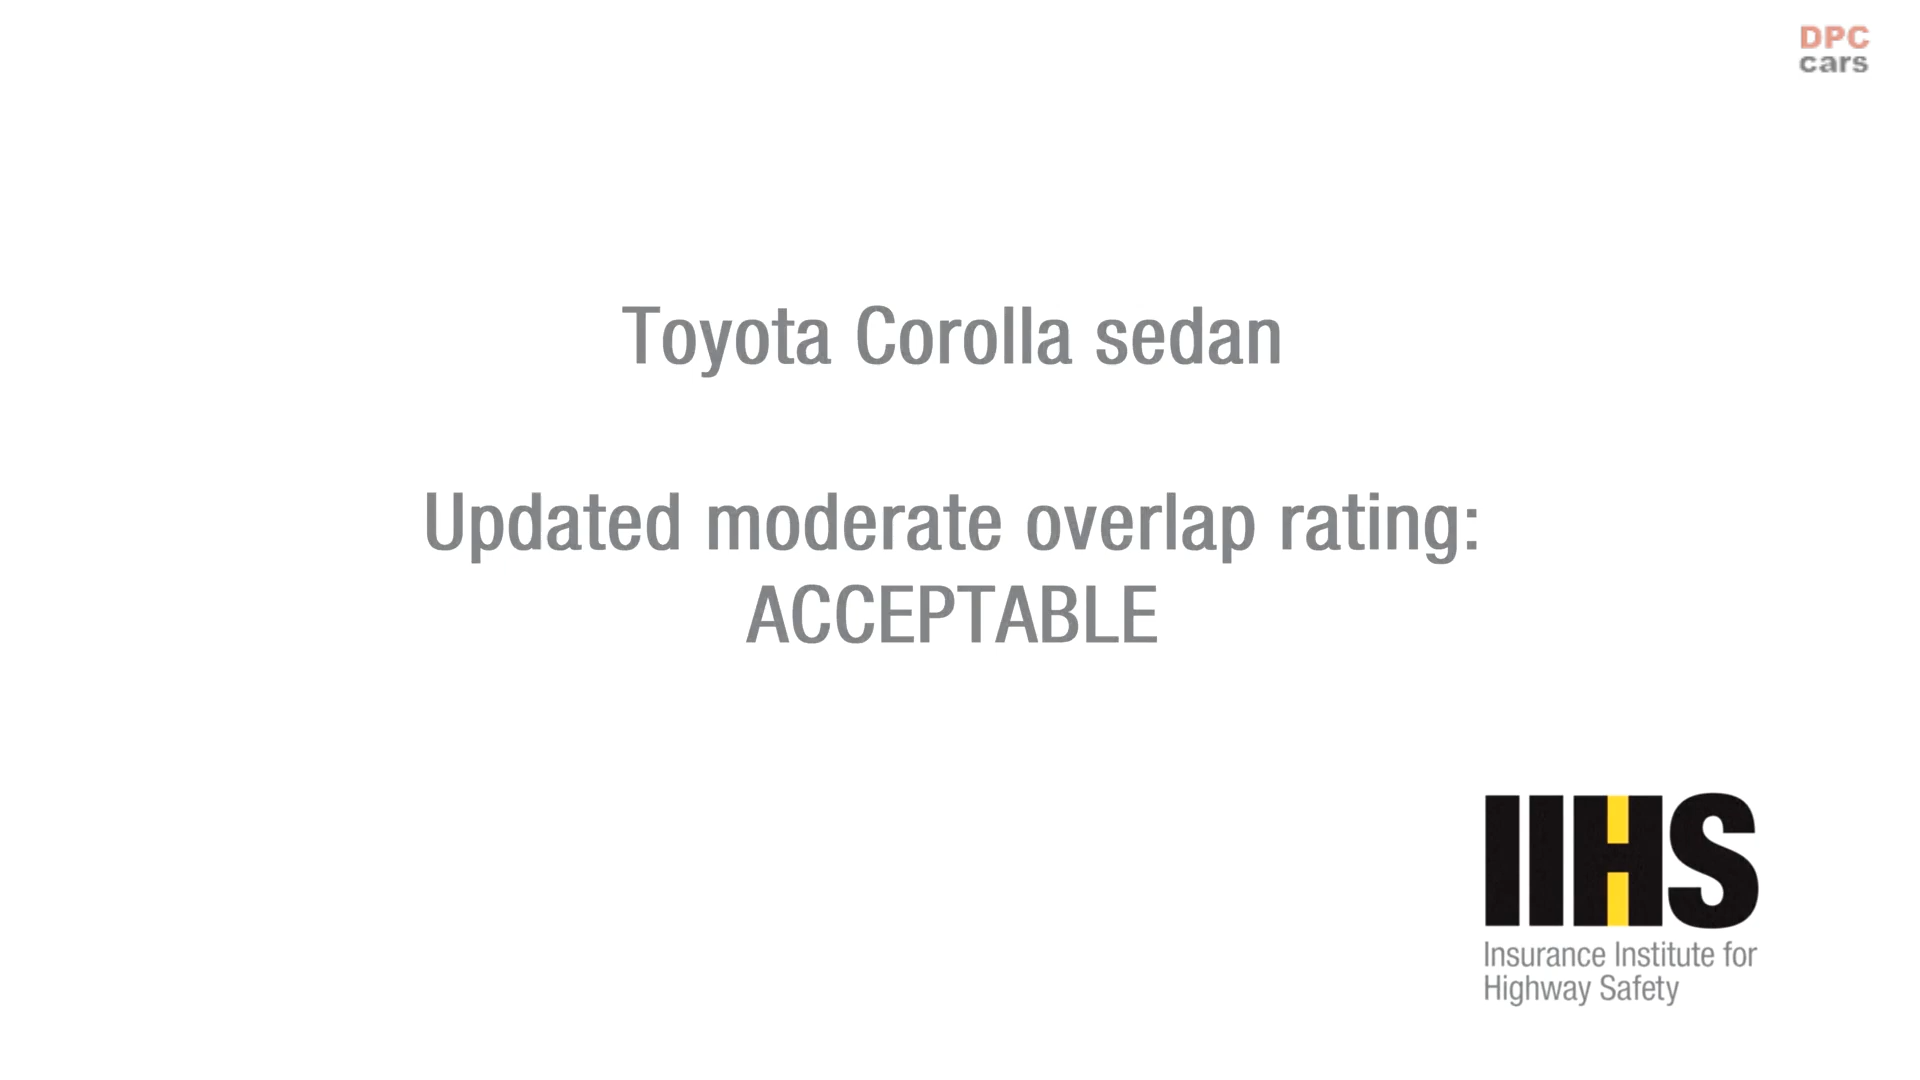 DPC
cars
Toyota Corolla sedan
Updated moderate overlap rating:
ACCEPTABLE
IIHS
Insurance Institute for
Highway Safety